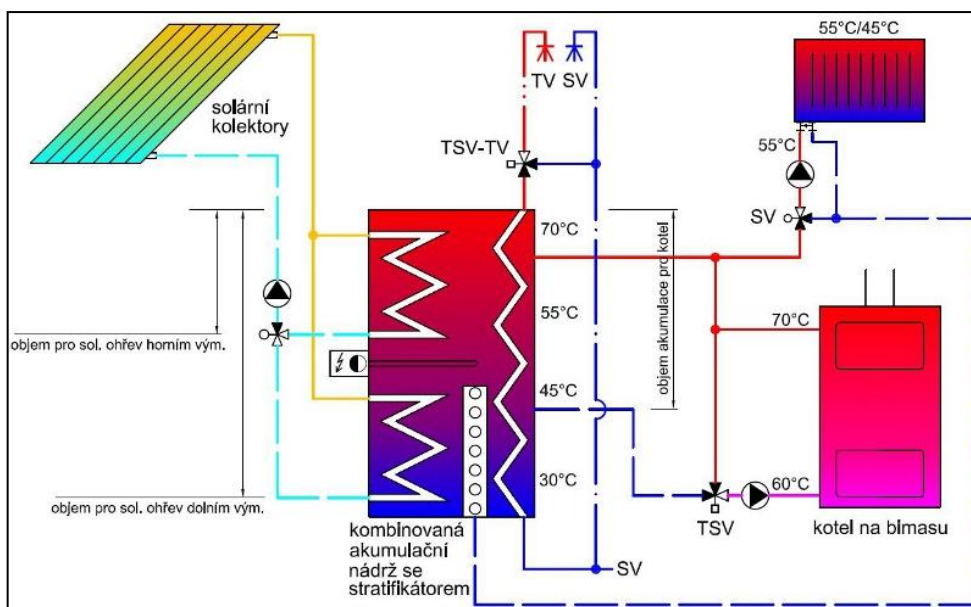 55°C/45°C
TV SV
solární
kolektory
TSV-TV
55°C
SV
70°C
objem pro sol. ohřev horním vým.
55°C
objem akumulace pro kotel
70°C
45°C
30°C
60°C
objem pro sol. ohřev dolním vým.
TSV
kotel na bimasu
kombinovaná
akumulační
nádrž se
stratifikátorem
SV